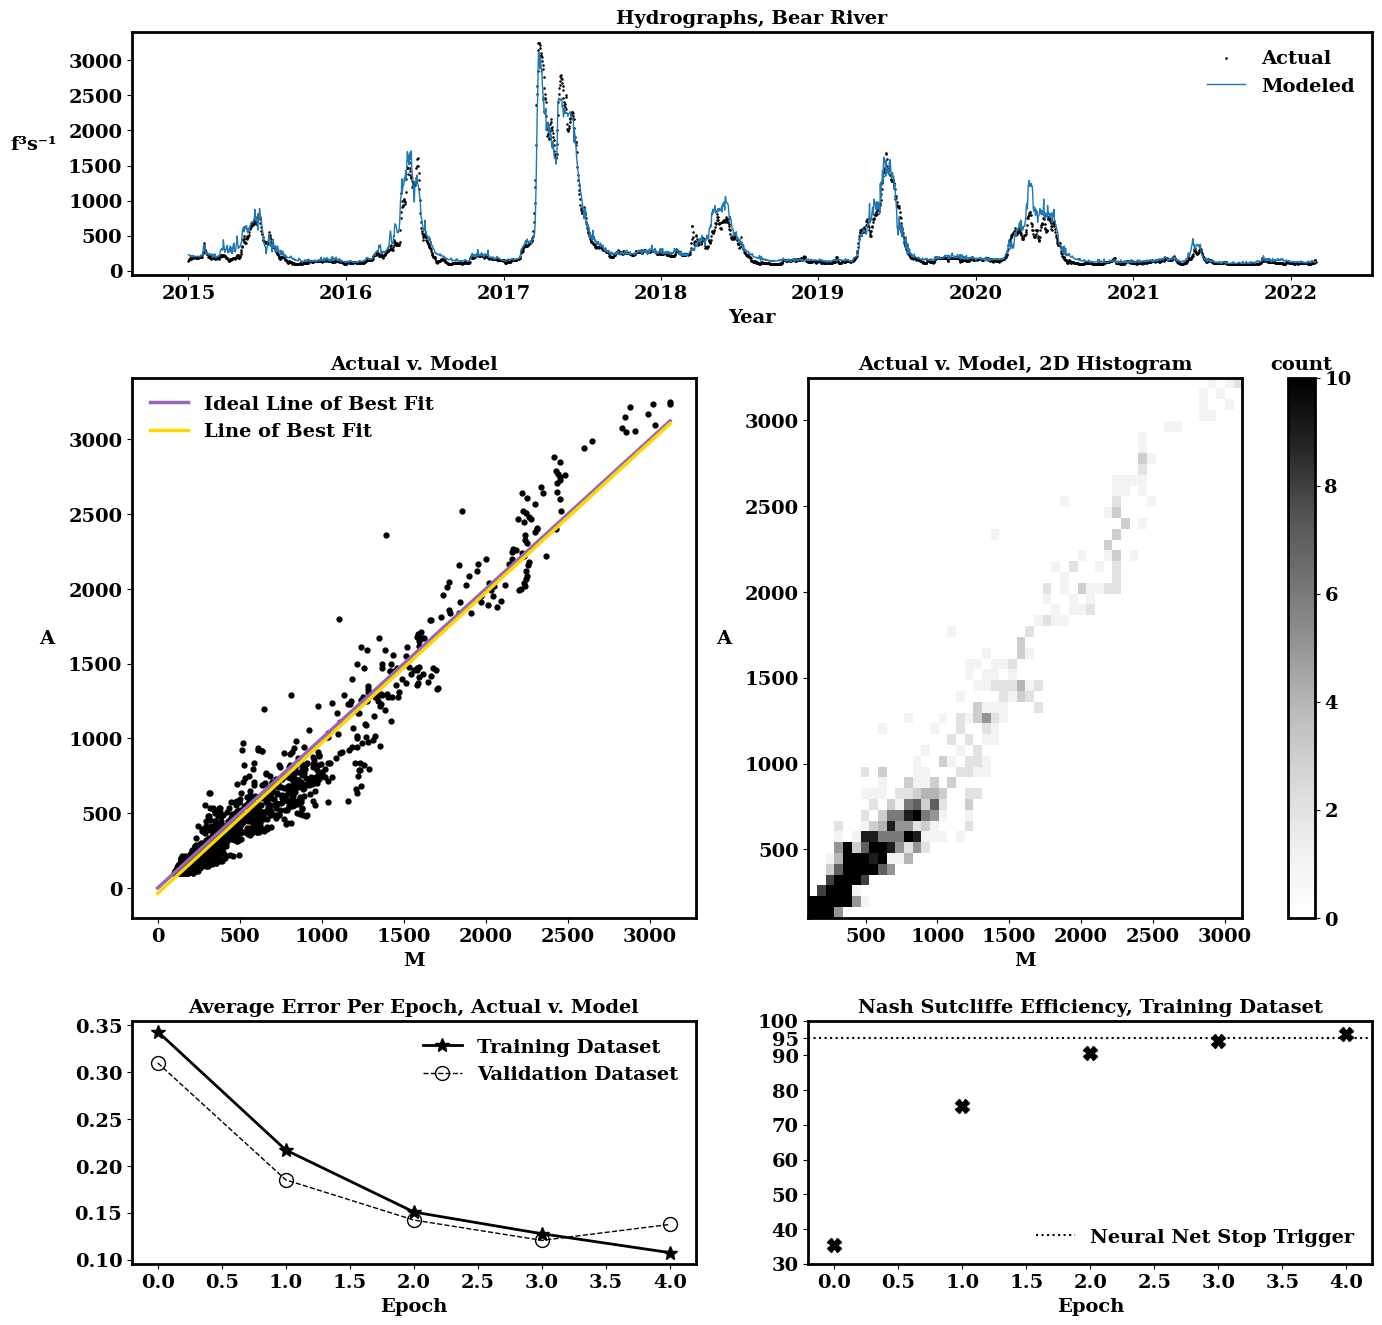 Hydrographs, Bear River
3000
2500
2000
1500
1000
500
0
f³s⁻¹
Actual
Modeled
2015 2016 2017 2018 2019 2020 2021 2022
Year
Actual v. Model
Ideal Line of Best Fit
Line of Best Fit
3000
2500
2000
1500
1000
500
0
A
0 500 1000 1500 2000 2500 3000
M
Actual v. Model, 2D Histogram
3000
2500
2000
1500
1000
500
A
500 1000 1500 2000 2500 3000
M
count
10
8
6
4
2
0
Average Error Per Epoch, Actual v. Model
0.35
0.30
0.25
0.20
0.15
0.10
Training Dataset
Validation Dataset
0.0 0.5 1.0 1.5 2.0 2.5 3.0 3.5 4.0
Epoch
Nash Sutcliffe Efficiency, Training Dataset
100
95
90
80
70
60
50
40
30
Neural Net Stop Trigger
0.0 0.5 1.0 1.5 2.0 2.5 3.0 3.5 4.0
Epoch